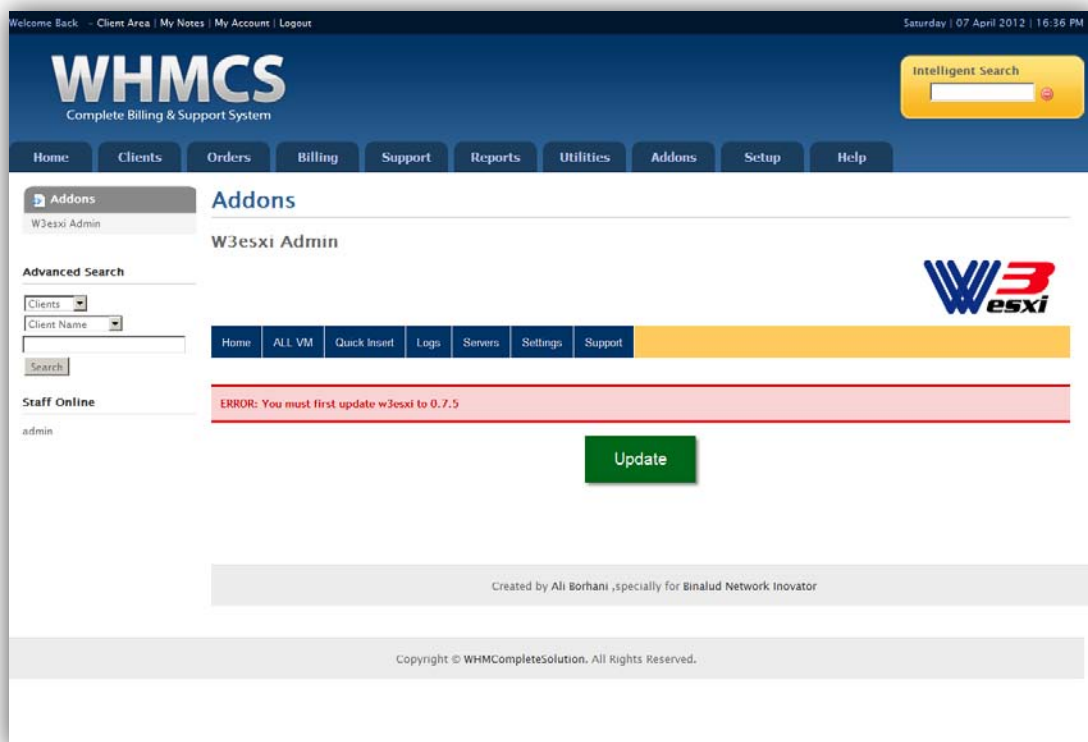 Welcome Back - Client Area | My Notes | My Account | Logout
Saturday | 07 April 2012 | 16:36 PM
WHMCS
Complete Billing & Support System
Intelligent Search
Home Clients Orders Billing Support Reports Utilities Addons Setup Help
Addons
W3esxi Admin
Advanced Search
Clients
Client Name
Search
Staff Online
admin
Addons
W3esxi Admin
W3
esxi
Home ALL VM Quick Insert Logs Servers Settings Support
ERROR: You must first update w3esxi to 0.7.5
Update
Created by Ali Borhani ,specially for Binalud Network Inovator
Copyright © WHMCompleteSolution. All Rights Reserved.